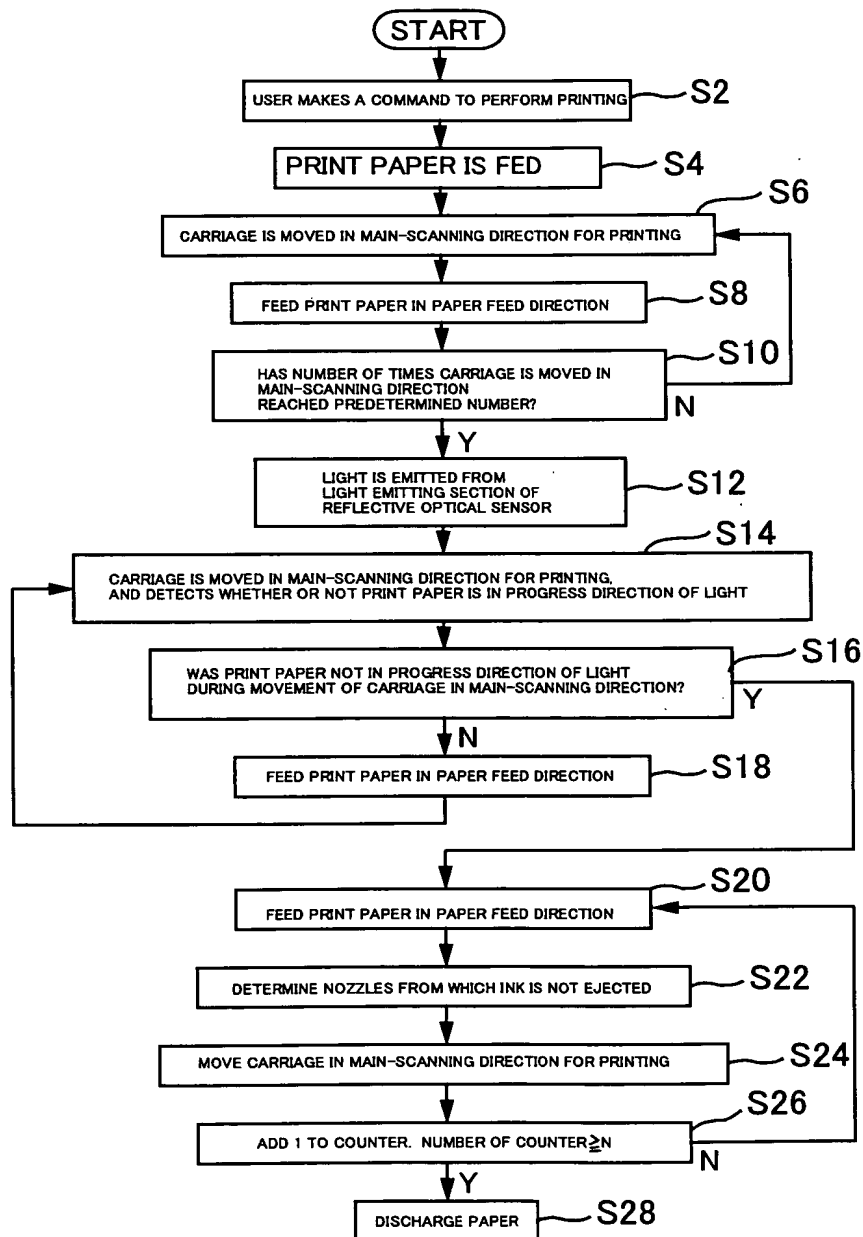 START
USER MAKES A COMMAND TO PERFORM PRINTING
S2
PRINT PAPER IS FED
S4
S6
CARRIAGE IS MOVED IN MAIN-SCANNING DIRECTION FOR PRINTING
FEED PRINT PAPER IN PAPER FEED DIRECTION
S8
S10
HAS NUMBER OF TIMES CARRIAGE IS MOVED IN
MAIN-SCANNING DIRECTION
REACHED PREDETERMINED NUMBER?
N
Y
LIGHT IS EMITTED FROM
LIGHT EMITTING SECTION OF
REFLECTIVE OPTICAL SENSOR
S12
S14
CARRIAGE IS MOVED IN MAIN-SCANNING DIRECTION FOR PRINTING,
AND DETECTS WHETHER OR NOT PRINT PAPER IS IN PROGRESS DIRECTION OF LIGHT
S16
WAS PRINT PAPER NOT IN PROGRESS DIRECTION OF LIGHT
DURING MOVEMENT OF CARRIAGE IN MAIN-SCANNING DIRECTION?
Y
N
FEED PRINT PAPER IN PAPER FEED DIRECTION
S18
S20
FEED PRINT PAPER IN PAPER FEED DIRECTION
DETERMINE NOZZLES FROM WHICH INK IS NOT EJECTED
S22
MOVE CARRIAGE IN MAIN-SCANNING DIRECTION FOR PRINTING
S24
S26
ADD 1 TO COUNTER. NUMBER OF COUNTER≧N
N
Y
DISCHARGE PAPER
S28